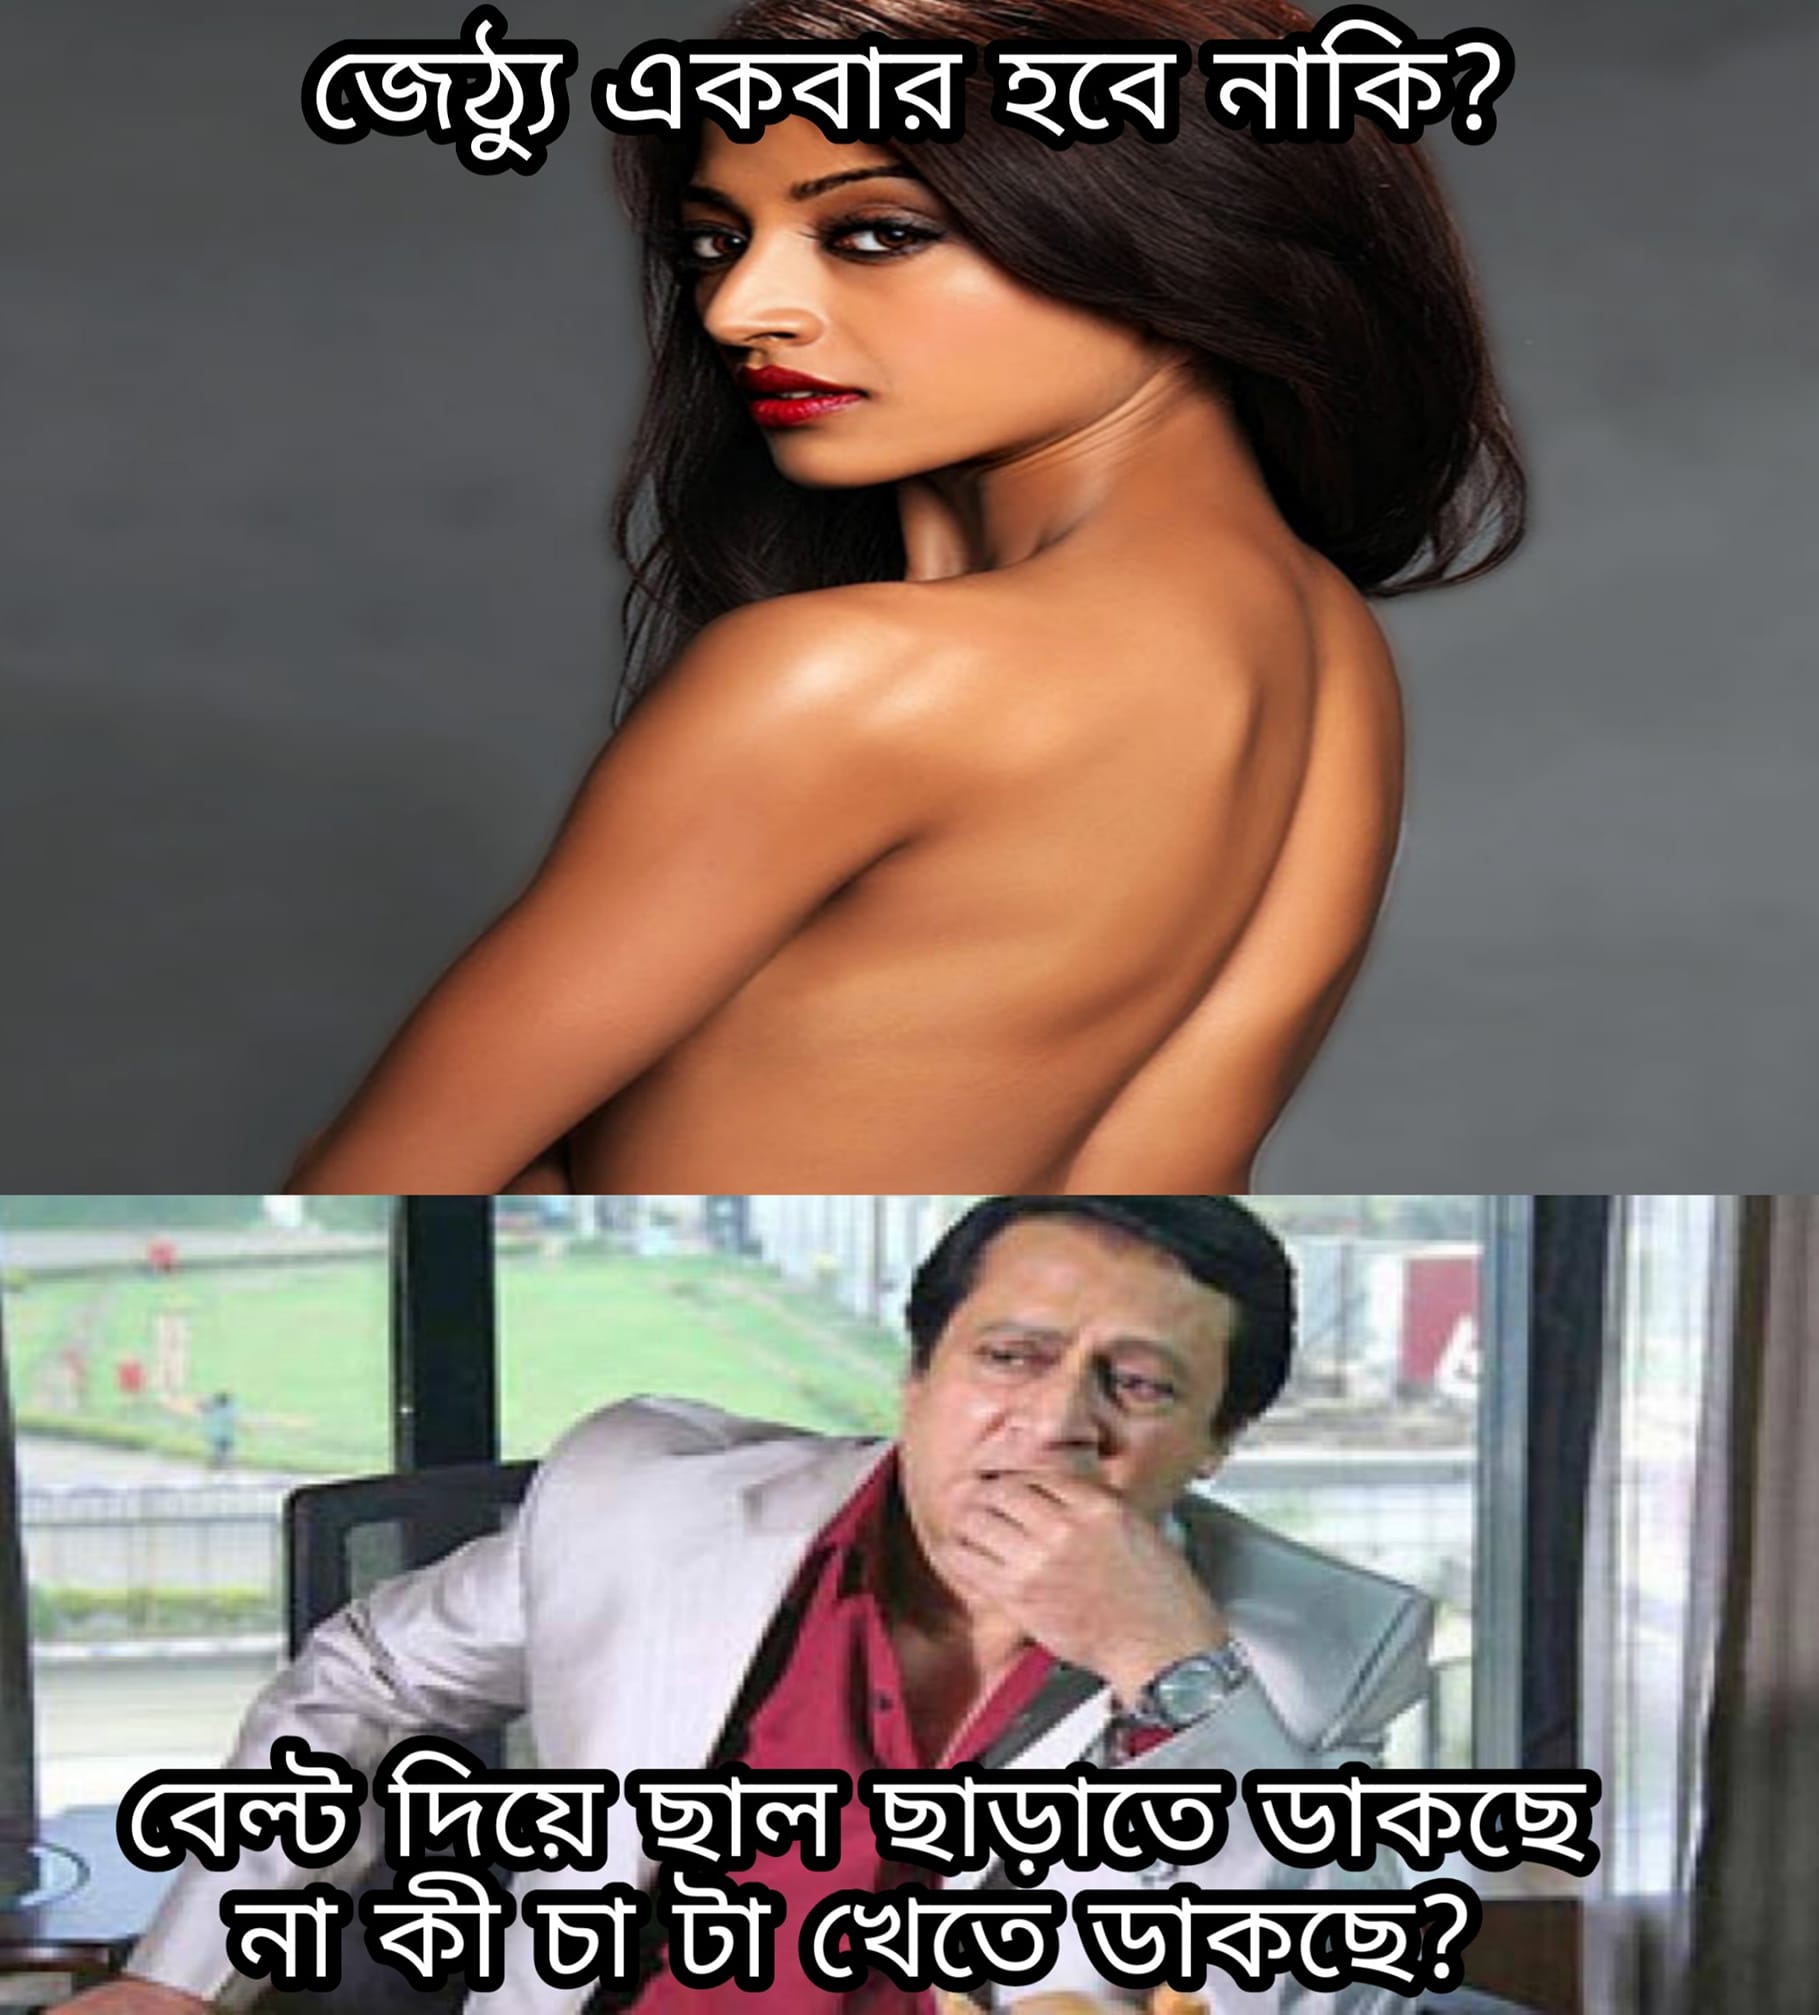 জেঠ্যু একবার হবে নাকি?
বেল্ট দিয়ে ছাল ছাড়াতে ডাকছে
না কী চা টা খেতে ডাকছে?